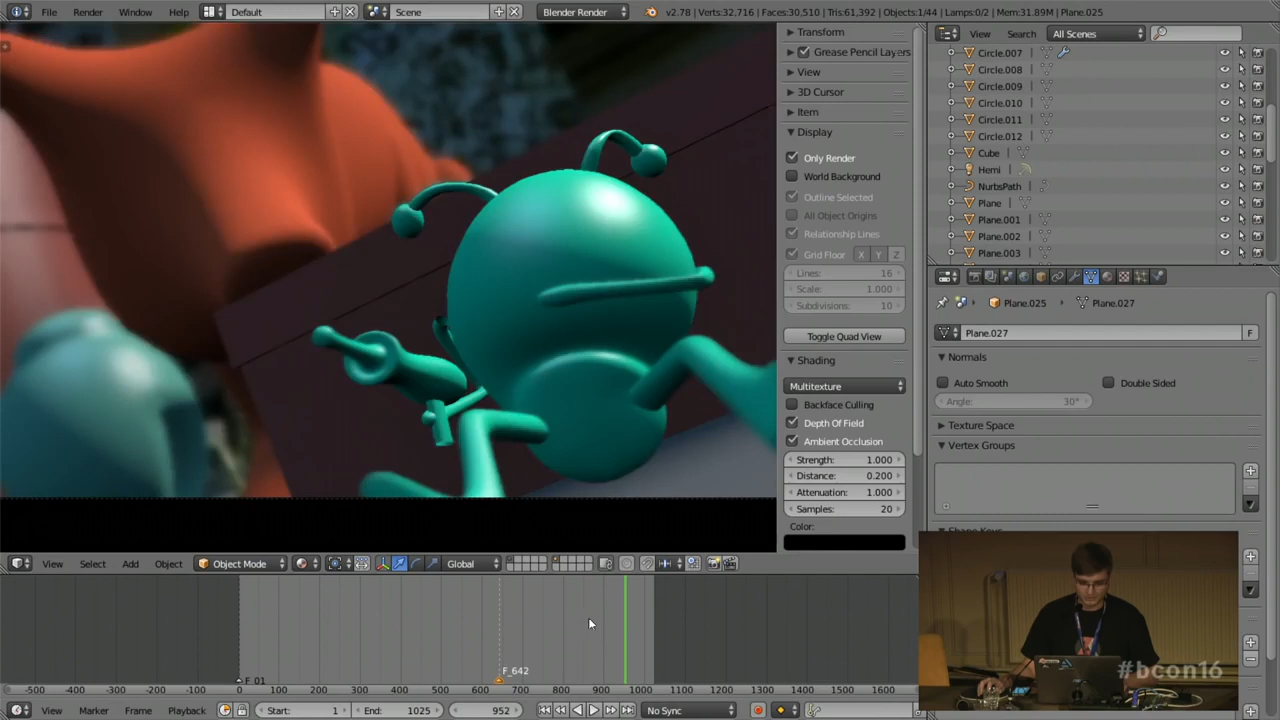 File Render Window Help Default Scene Blender Render v2.78 | Verts:32,716 | Faces:30,510 | Tris:61,392 | Objects:1/44 | Lamps:0/2 | Mem:31.89M | Plane.025
Transform
Grease Pencil Layers
View
3D Cursor
Item
Display
Only Render
World Background
Outline Selected
All Object Origins
Relationship Lines
Grid Floor X Y Z
Lines: 16
Scale: 1.000
Subdivisions: 10
Toggle Quad View
Shading
Multitexture
Backface Culling
Depth Of Field
Ambient Occlusion
Strength: 1.000
Distance: 0.200
Attenuation: 1.000
Samples: 20
Color:
View Search All Scenes
Circle.007
Circle.008
Circle.009
Circle.010
Circle.011
Circle.012
Cube
Hemi
NurbsPath
Plane
Plane.001
Plane.002
Plane.003
Plane.025 Plane.027
Plane.027 F
Normals
Auto Smooth Double Sided
Angle: 30°
Texture Space
Vertex Groups
View Select Add Object Object Mode Global
F_642
F_01
-500 -400 -300 -200 -100 0 100 200 300 400 500 600 700 800 900 1000 1100 1200 1300 1400 1500 1600
View Marker Frame Playback Start: 1 End: 1025 952 No Sync
#bcon16